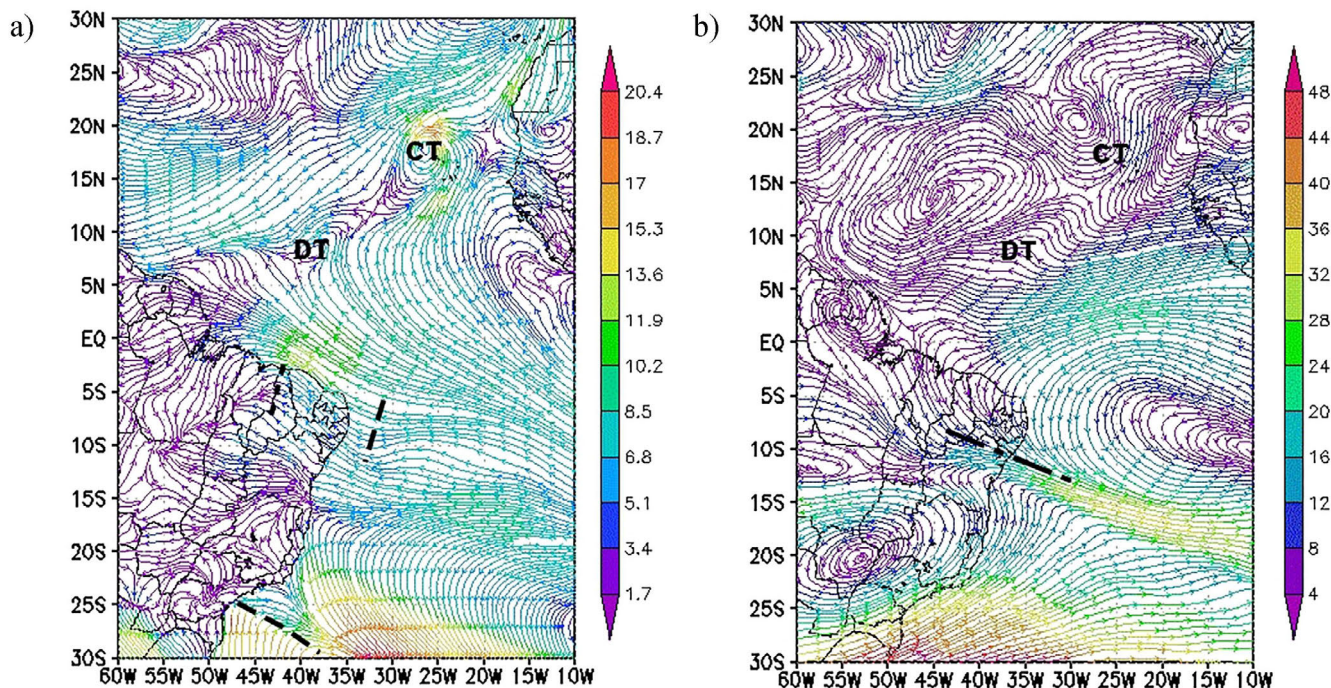 a)
30N
25N
20N
15N
10N
5N
EQ
5S
10S
15S
20S
25S
30S
60W 55W 50W 45W 40W 35W 30W 25W 20W 15W 10W
CT
DT
20.4
18.7
17
15.3
13.6
11.9
10.2
8.5
6.8
5.1
3.4
1.7
b)
30N
25N
20N
15N
10N
5N
EQ
5S
10S
15S
20S
25S
30S
60W 55W 50W 45W 40W 35W 30W 25W 20W 15W 10W
CT
DT
48
44
40
36
32
28
24
20
16
12
8
4